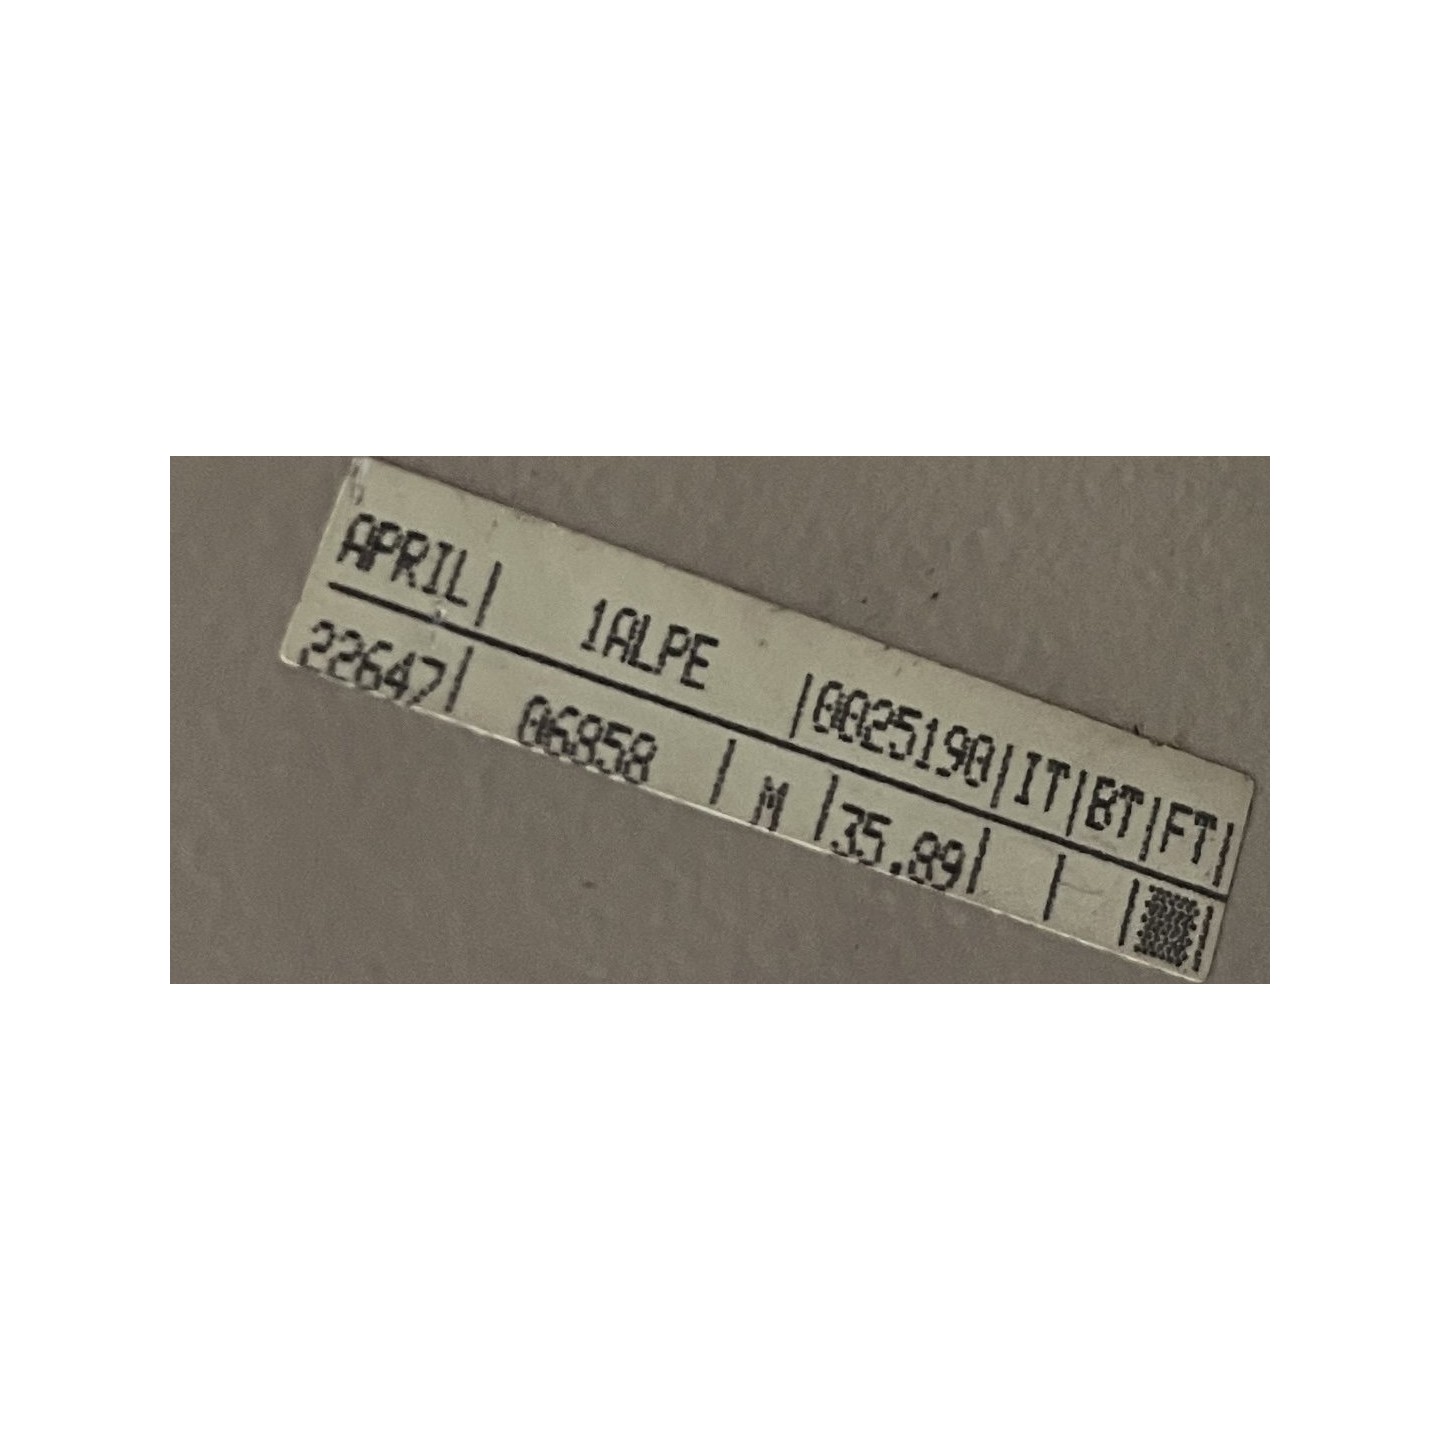 APRIL| 1ALPE |0025190|IT|BT|FT|
22647| 06858 | M |35.89| | | |